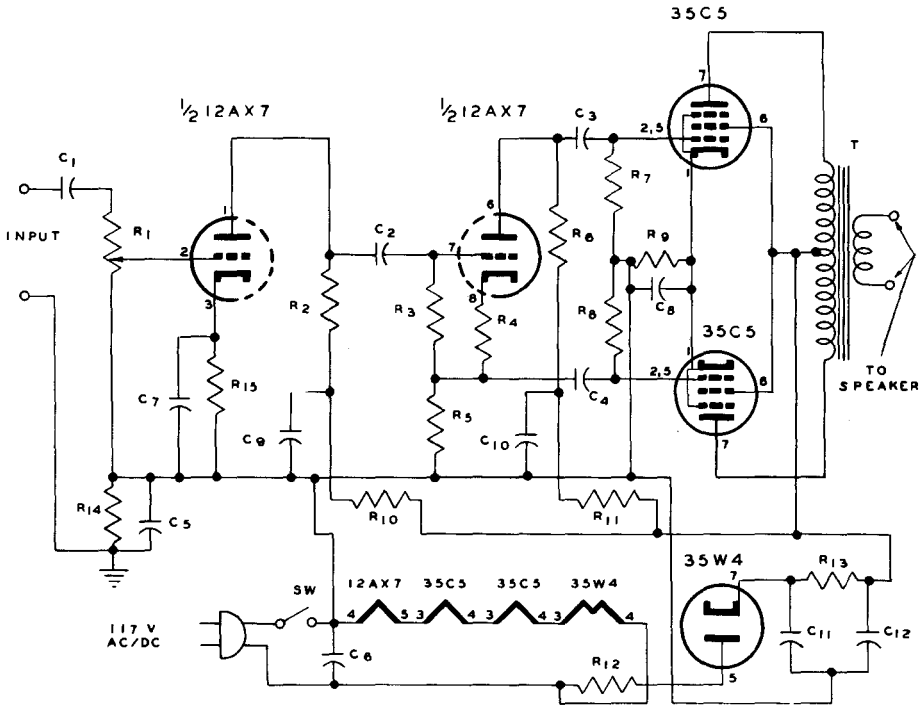 35C5
7
6
2,5
1
½ 12AX7
1
2
3
½ 12AX7
6
7
8
C1
INPUT
R1
C2
R2
R3
R4
C3
R6
R7
R9
C8
R8
C4
T
TO
SPEAKER
35C5
1
2,5
6
7
C7
R15
C9
R5
C10
R14
C5
R10
R11
SW
117 V
AC/DC
12AX7
35C5
35C5
35W4
4
5
3
4
3
4
3
4
C6
R12
35W4
7
5
R13
C11
C12